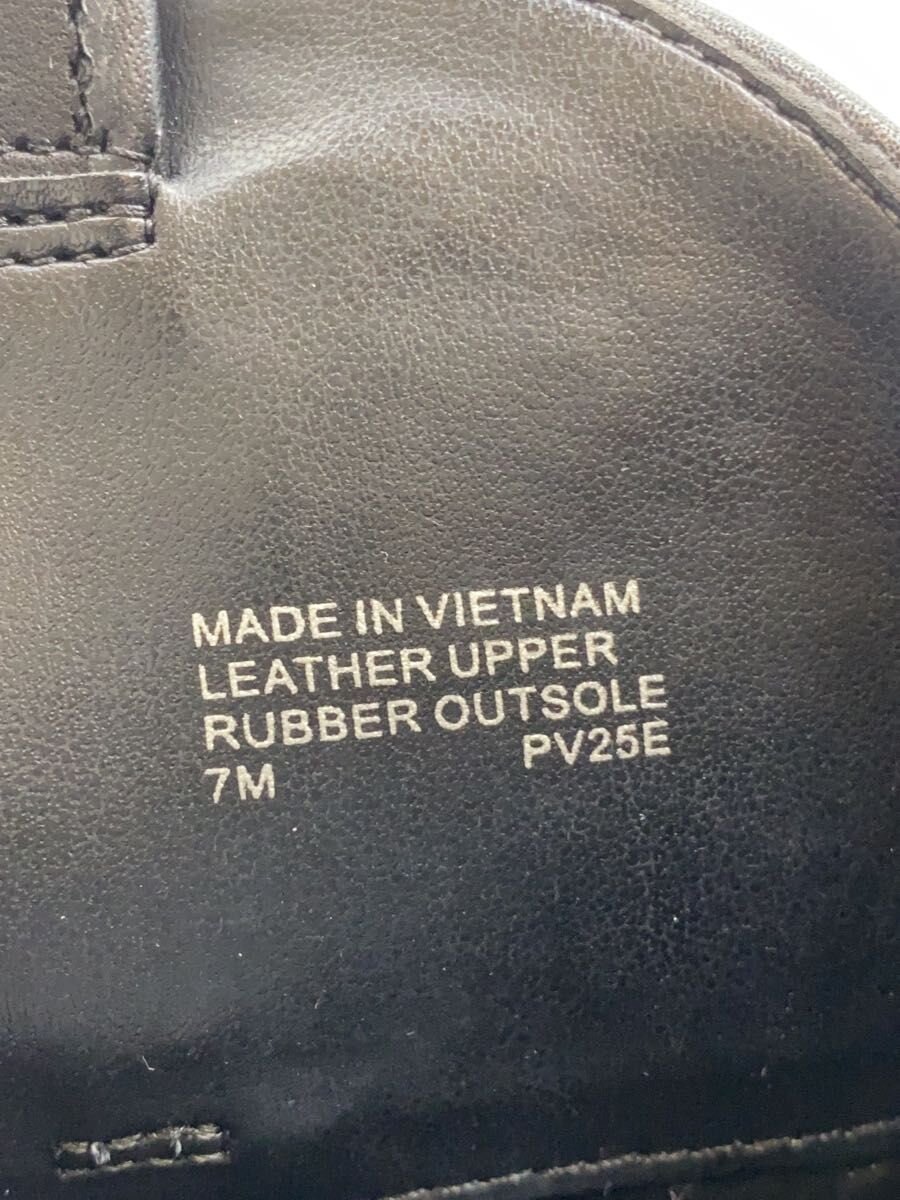 MADE IN VIETNAM
LEATHER UPPER
RUBBER OUTSOLE
7M PV25E